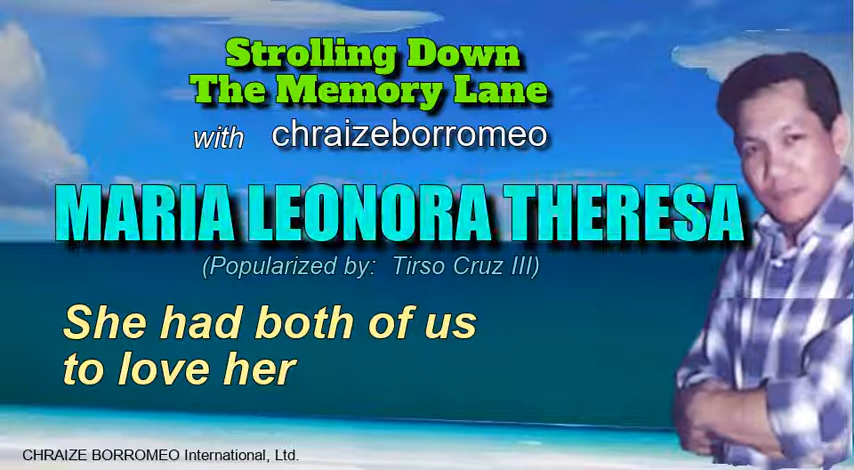 Strolling Down
The Memory Lane
with chraizeborromeo
MARIA LEONORA THERESA
(Popularized by: Tirso Cruz III)
She had both of us
to love her
CHRAIZE BORROMEO International, Ltd.